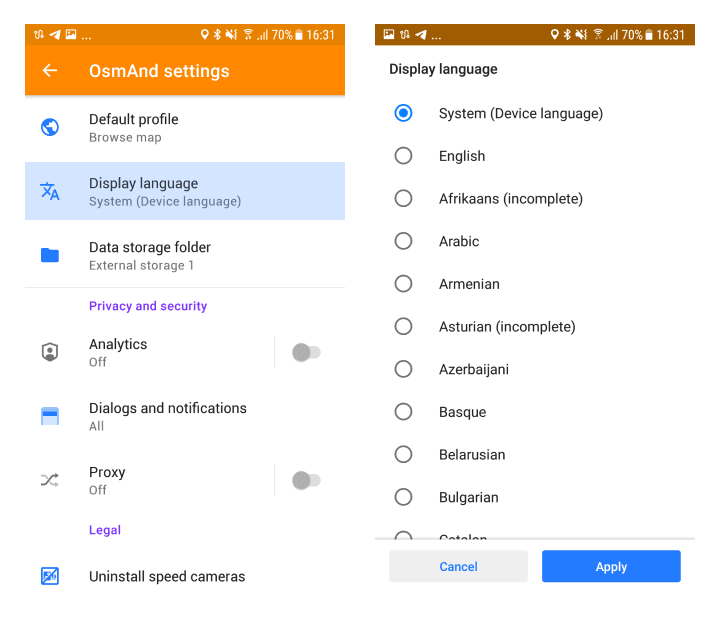 ... 70% 16:31
OsmAnd settings
Default profile
Browse map
Display language
System (Device language)
Data storage folder
External storage 1
Privacy and security
Analytics
Off
Dialogs and notifications
All
Proxy
Off
Legal
Uninstall speed cameras
... 70% 16:31
Display language
System (Device language)
English
Afrikaans (incomplete)
Arabic
Armenian
Asturian (incomplete)
Azerbaijani
Basque
Belarusian
Bulgarian
Catalan
Cancel
Apply